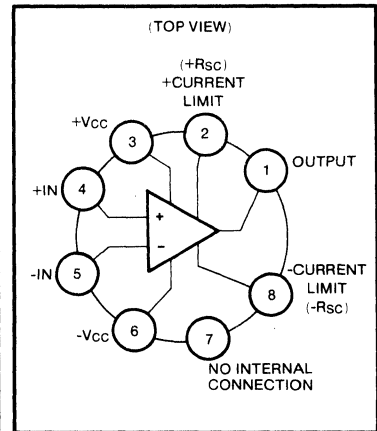 (TOP VIEW)
(+RSC)
+CURRENT
LIMIT
+VCC
3
2
1
OUTPUT
+IN
4
+
-IN
5
−
-CURRENT
LIMIT
(-RSC)
8
-VCC
6
7
NO INTERNAL
CONNECTION